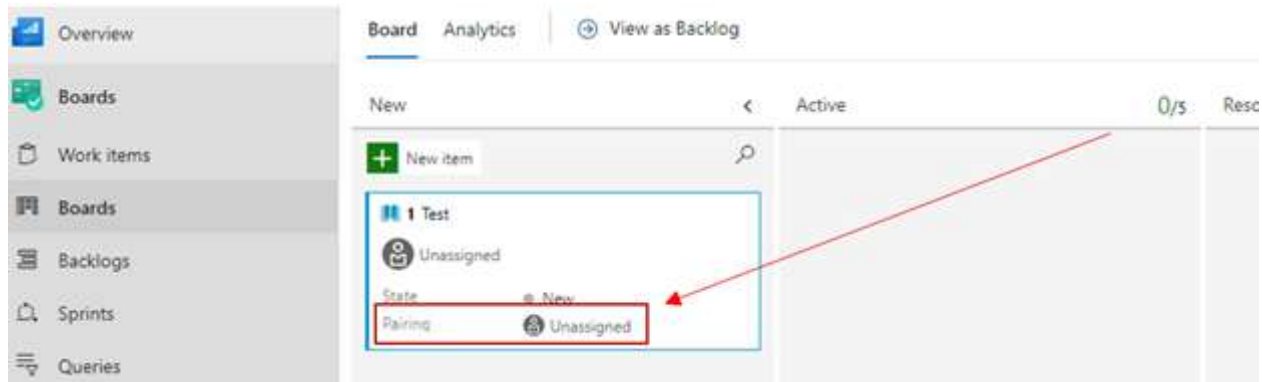 Overview
Boards
Work items
Boards
Backlogs
Sprints
Queries
Board Analytics View as Backlog
New Active 0/5 Reso
New item
1 Test
Unassigned
State New
Pairing Unassigned